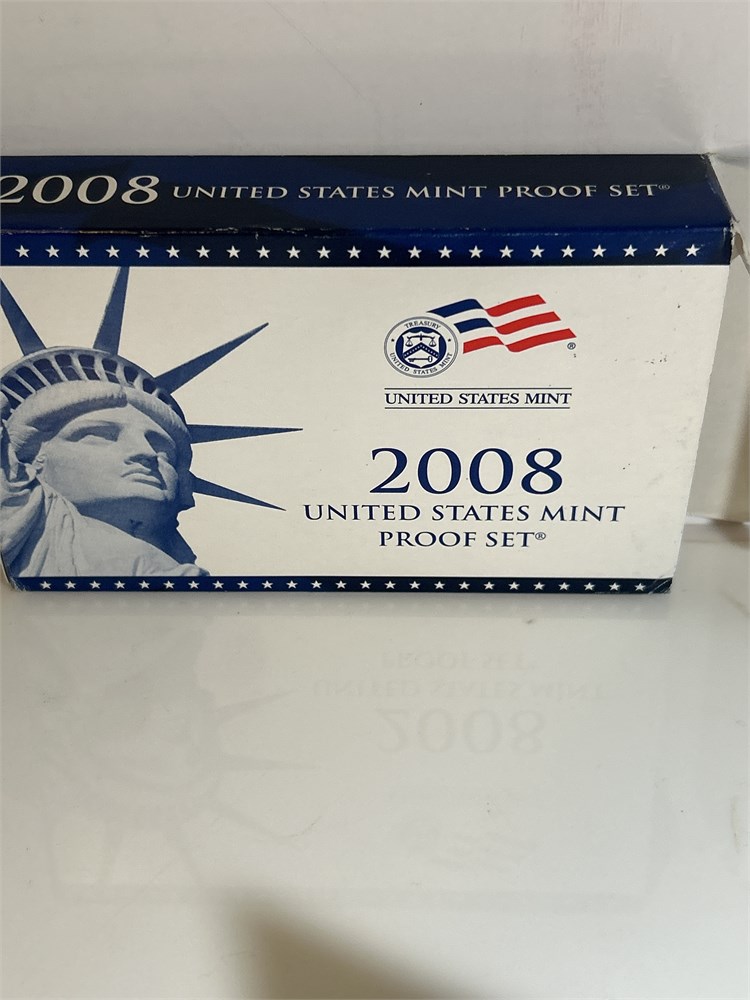 2008 UNITED STATES MINT PROOF SET®
TREASURY
UNITED STATES MINT
®
UNITED STATES MINT
2008
UNITED STATES MINT
PROOF SET®